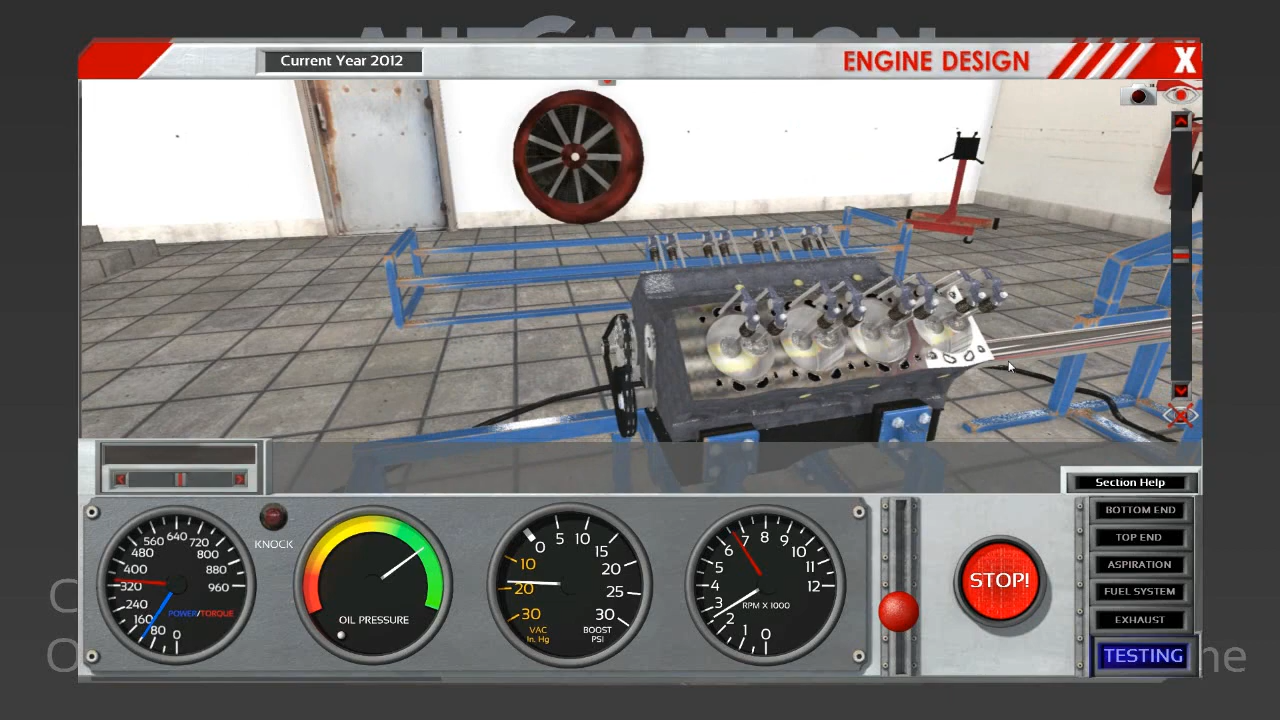 AUTOMATION
Current Year 2012
ENGINE DESIGN
X
Section Help
BOTTOM END
TOP END
ASPIRATION
FUEL SYSTEM
EXHAUST
TESTING
KNOCK
0 80 160 240 320 400 480 560 640 720 800 880 960
POWER/TORQUE
OIL PRESSURE
30 20 10 0 5 10 15 20 25 30
VAC
In. Hg
BOOST
PSI
0 1 2 3 4 5 6 7 8 9 10 11 12
RPM X 1000
STOP!